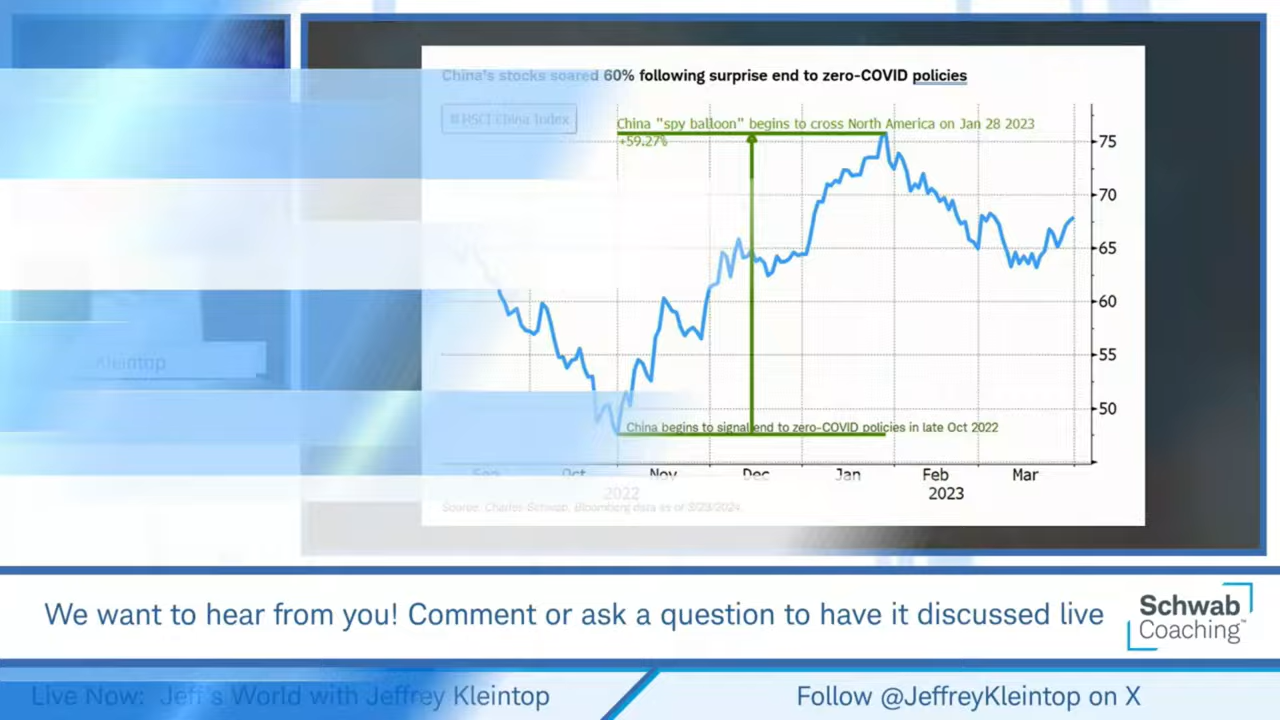 China's stocks soared 60% following surprise end to zero-COVID policies
MSCI China Index
China "spy balloon" begins to cross North America on Jan 28 2023
+59.27%
75
70
65
60
55
50
China begins to signal end to zero-COVID policies in late Oct 2022
Sep Oct Nov Dec Jan Feb Mar
2022 2023
Source: Charles Schwab, Bloomberg data as of 3/23/2024.
Kleintop
We want to hear from you! Comment or ask a question to have it discussed live
Schwab
Coaching™
Live Now: Jeff's World with Jeffrey Kleintop
Follow @JeffreyKleintop on X